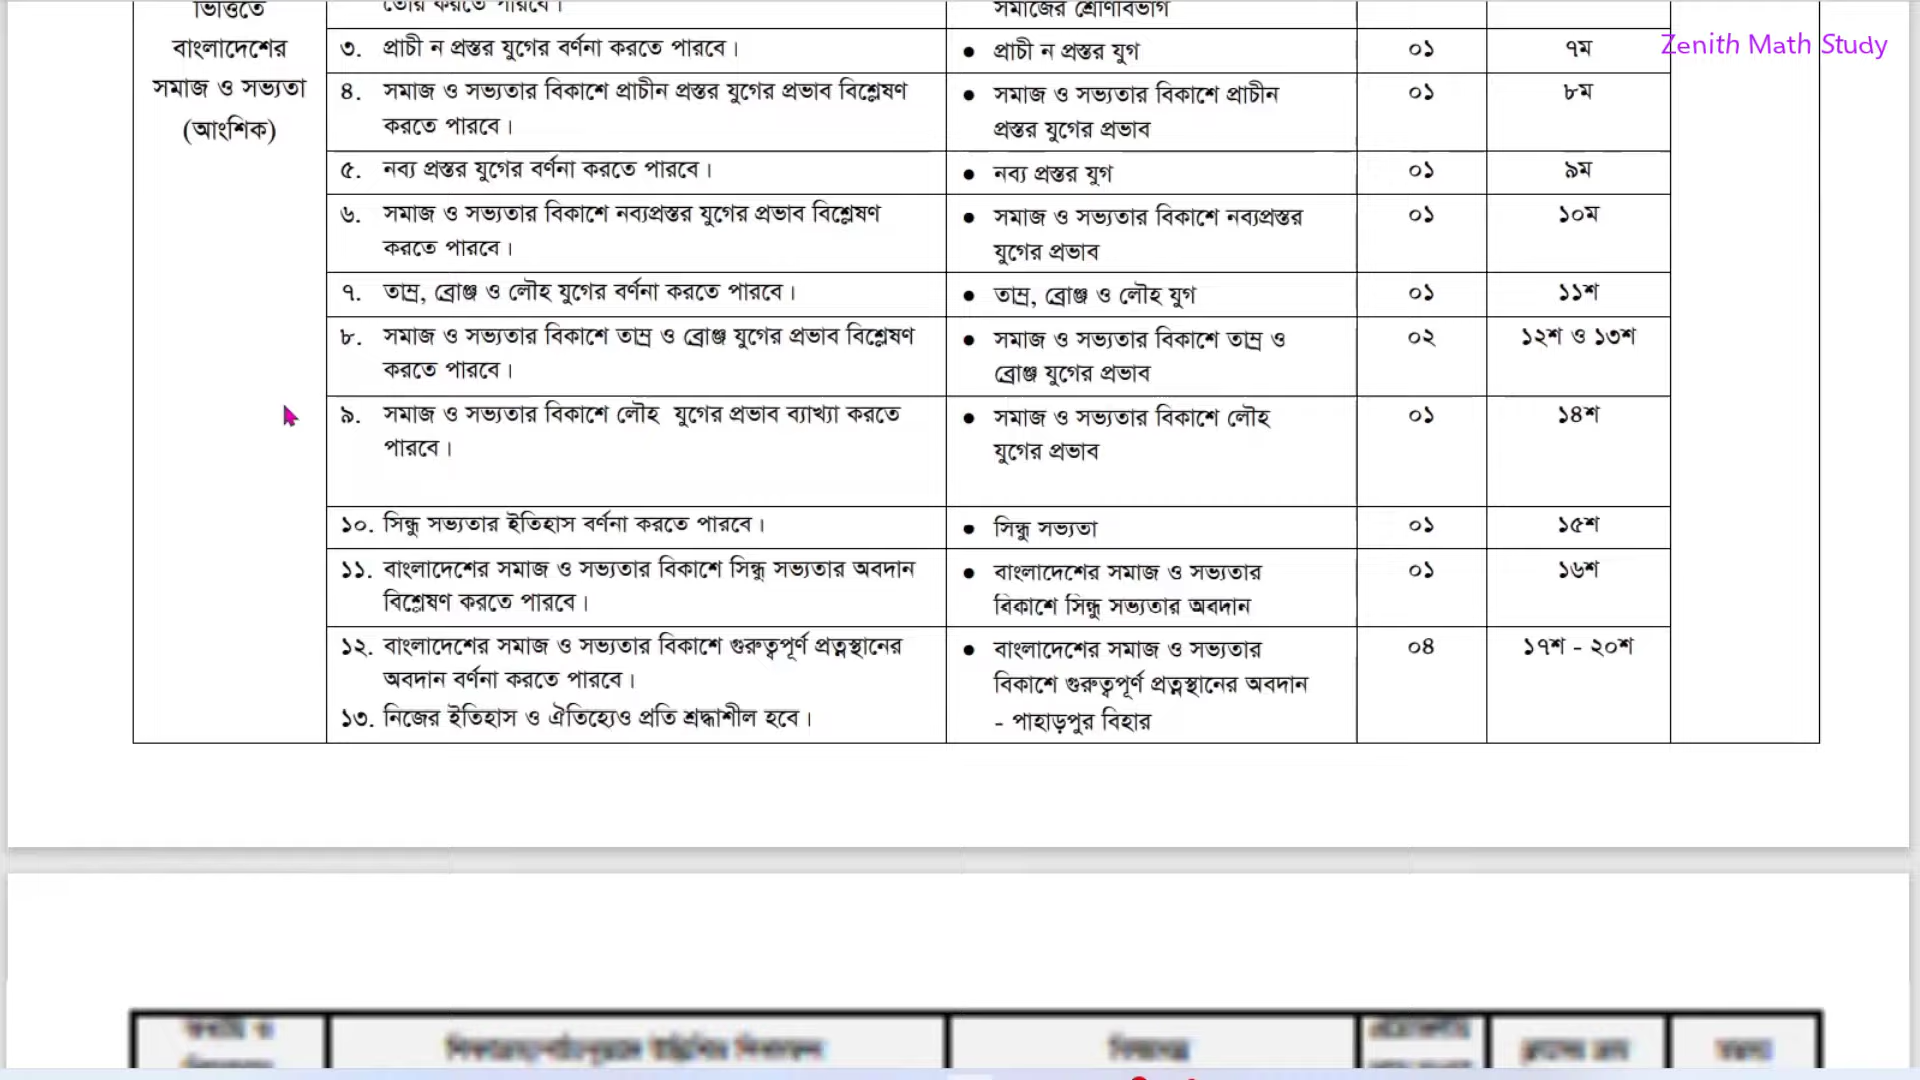 ভিত্তিতে
বাংলাদেশের
সমাজ ও সভ্যতা
(আংশিক)
তৈরি করতে পারবে।
সমাজের শ্রেণিবিভাগ
৩. প্রাচী ন প্রস্তর যুগের বর্ণনা করতে পারবে।
• প্রাচী ন প্রস্তর যুগ
০১
৭ম
Zenith Math Study
৪. সমাজ ও সভ্যতার বিকাশে প্রাচীন প্রস্তর যুগের প্রভাব বিশ্লেষণ
করতে পারবে।
• সমাজ ও সভ্যতার বিকাশে প্রাচীন
প্রস্তর যুগের প্রভাব
০১
৮ম
৫. নব্য প্রস্তর যুগের বর্ণনা করতে পারবে।
• নব্য প্রস্তর যুগ
০১
৯ম
৬. সমাজ ও সভ্যতার বিকাশে নব্যপ্রস্তর যুগের প্রভাব বিশ্লেষণ
করতে পারবে।
• সমাজ ও সভ্যতার বিকাশে নব্যপ্রস্তর
যুগের প্রভাব
০১
১০ম
৭. তাম্র, ব্রোঞ্জ ও লৌহ যুগের বর্ণনা করতে পারবে।
• তাম্র, ব্রোঞ্জ ও লৌহ যুগ
০১
১১শ
৮. সমাজ ও সভ্যতার বিকাশে তাম্র ও ব্রোঞ্জ যুগের প্রভাব বিশ্লেষণ
করতে পারবে।
• সমাজ ও সভ্যতার বিকাশে তাম্র ও
ব্রোঞ্জ যুগের প্রভাব
০২
১২শ ও ১৩শ
৯. সমাজ ও সভ্যতার বিকাশে লৌহ যুগের প্রভাব ব্যাখ্যা করতে
পারবে।
• সমাজ ও সভ্যতার বিকাশে লৌহ
যুগের প্রভাব
০১
১৪শ
১০. সিন্ধু সভ্যতার ইতিহাস বর্ণনা করতে পারবে।
• সিন্ধু সভ্যতা
০১
১৫শ
১১. বাংলাদেশের সমাজ ও সভ্যতার বিকাশে সিন্ধু সভ্যতার অবদান
বিশ্লেষণ করতে পারবে।
• বাংলাদেশের সমাজ ও সভ্যতার
বিকাশে সিন্ধু সভ্যতার অবদান
০১
১৬শ
১২. বাংলাদেশের সমাজ ও সভ্যতার বিকাশে গুরুত্বপূর্ণ প্রত্নস্থানের
অবদান বর্ণনা করতে পারবে।
১৩. নিজের ইতিহাস ও ঐতিহ্যেও প্রতি শ্রদ্ধাশীল হবে।
• বাংলাদেশের সমাজ ও সভ্যতার
বিকাশে গুরুত্বপূর্ণ প্রত্নস্থানের অবদান
- পাহাড়পুর বিহার
০৪
১৭শ - ২০শ